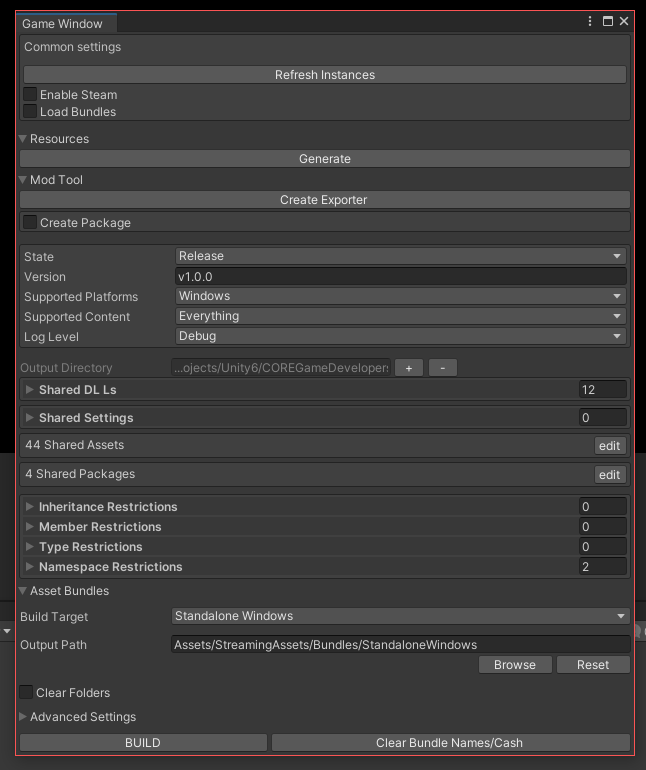 Game Window
Common settings
Refresh Instances
Enable Steam
Load Bundles
Resources
Generate
Mod Tool
Create Exporter
Create Package
State Release
Version v1.0.0
Supported Platforms Windows
Supported Content Everything
Log Level Debug
Output Directory ...ojects/Unity6/COREGameDevelopers + -
Shared DL Ls 12
Shared Settings 0
44 Shared Assets edit
4 Shared Packages edit
Inheritance Restrictions 0
Member Restrictions 0
Type Restrictions 0
Namespace Restrictions 2
Asset Bundles
Build Target Standalone Windows
Output Path Assets/StreamingAssets/Bundles/StandaloneWindows
Browse Reset
Clear Folders
Advanced Settings
BUILD Clear Bundle Names/Cash